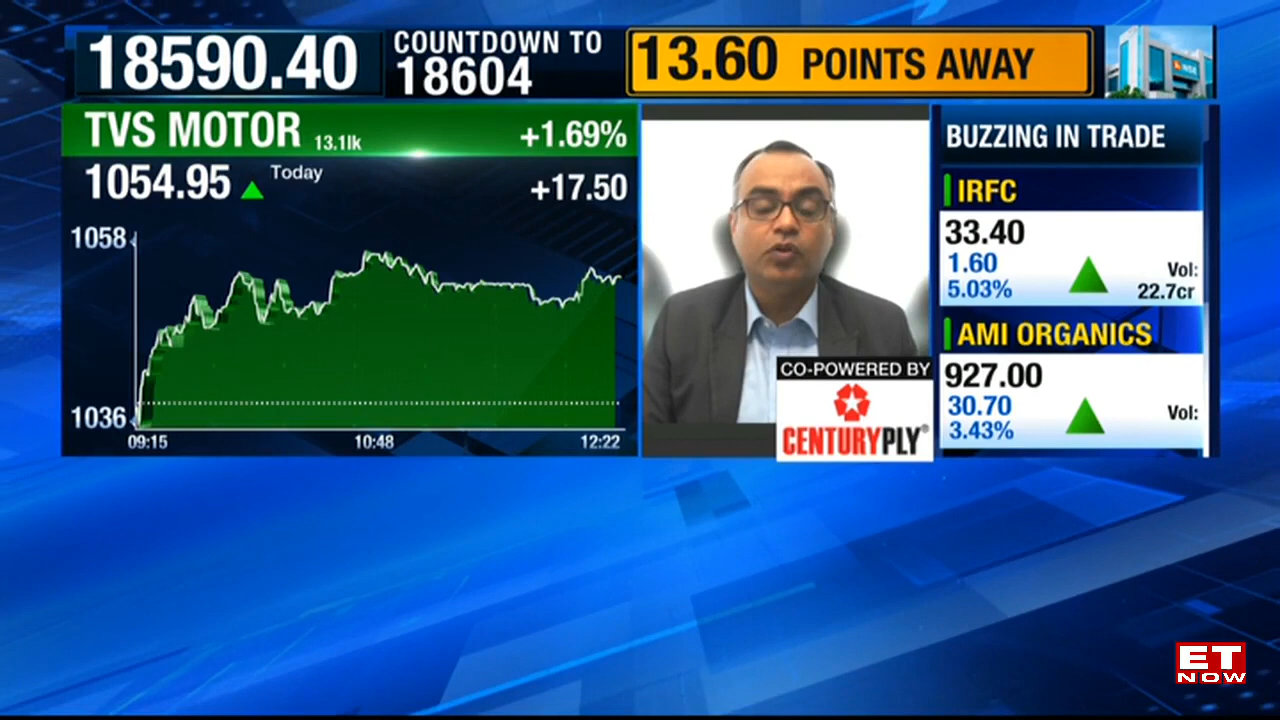 18590.40
COUNTDOWN TO
18604
13.60 POINTS AWAY
NSE
TVS MOTOR 13.1lk +1.69%
1054.95 Today +17.50
1058
1036
09:15 10:48 12:22
CO-POWERED BY
CENTURYPLY®
BUZZING IN TRADE
IRFC
33.40
1.60
5.03%
Vol:
22.7cr
AMI ORGANICS
927.00
30.70
3.43%
Vol:
ET
NOW